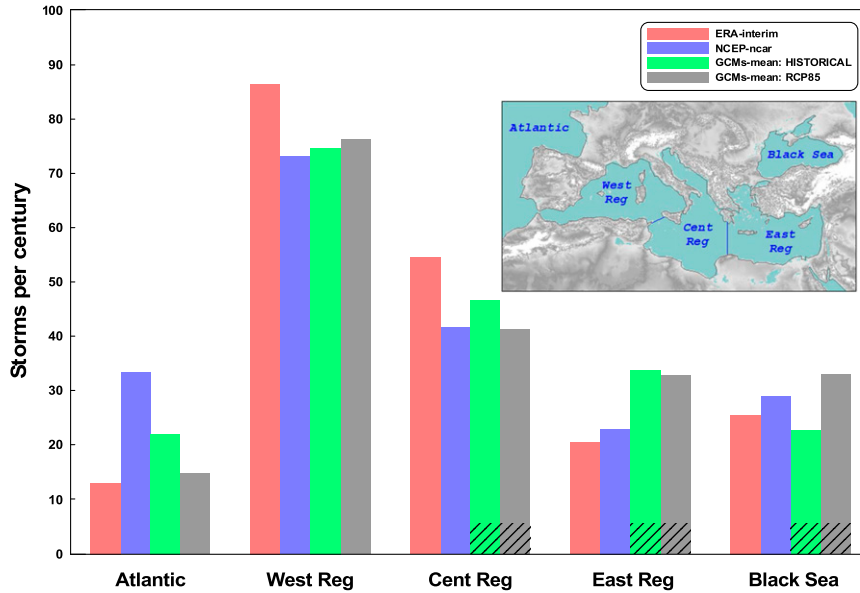 ERA-interim
NCEP-ncar
GCMs-mean: HISTORICAL
GCMs-mean: RCP85
Atlantic
Black Sea
West
Reg
Cent
Reg
East
Reg
Storms per century
100
90
80
70
60
50
40
30
20
10
0
Atlantic
West Reg
Cent Reg
East Reg
Black Sea